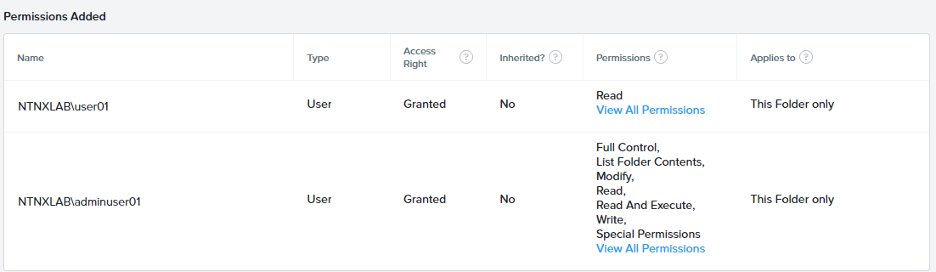 Permissions Added
Name Type Access Right ? Inherited? ? Permissions ? Applies to ?
NTNXLAB\user01 User Granted No Read This Folder only
View All Permissions
NTNXLAB\adminuser01 User Granted No Full Control, This Folder only
List Folder Contents,
Modify,
Read,
Read And Execute,
Write,
Special Permissions
View All Permissions